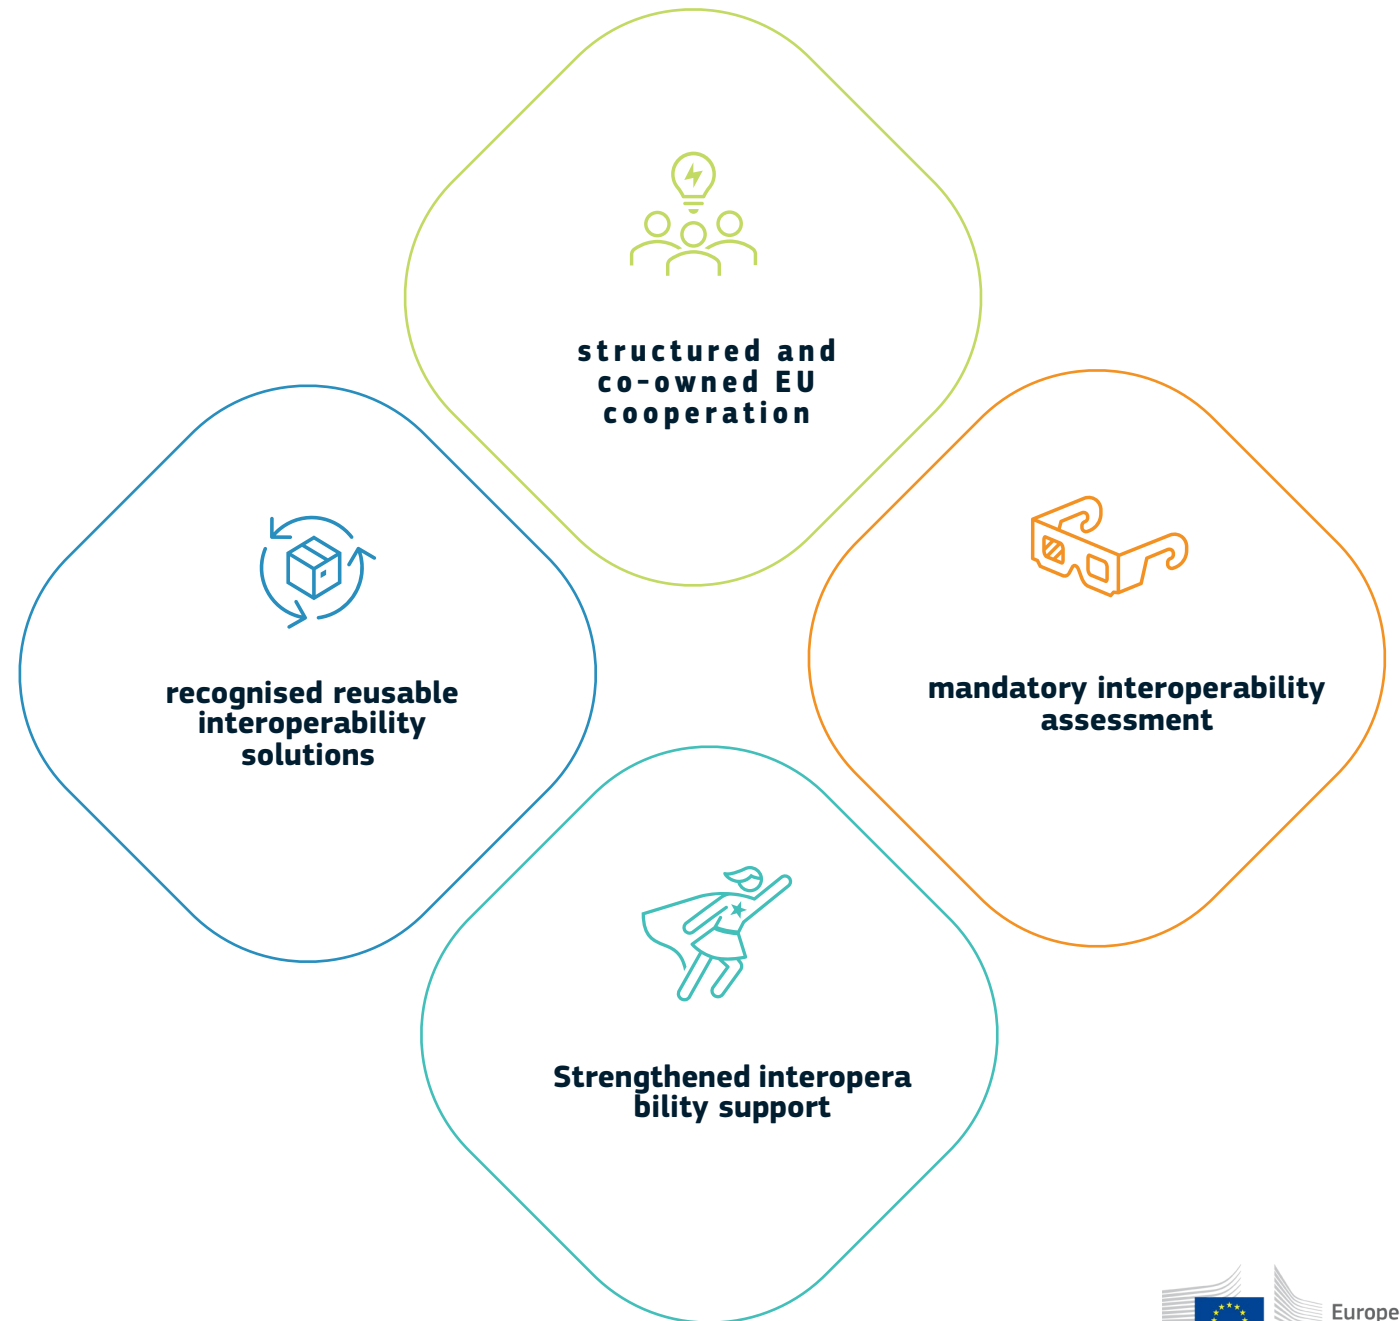 structured and
co-owned EU
cooperation
recognised reusable
interoperability
solutions
mandatory interoperability
assessment
Strengthened interopera
bility support
Europe